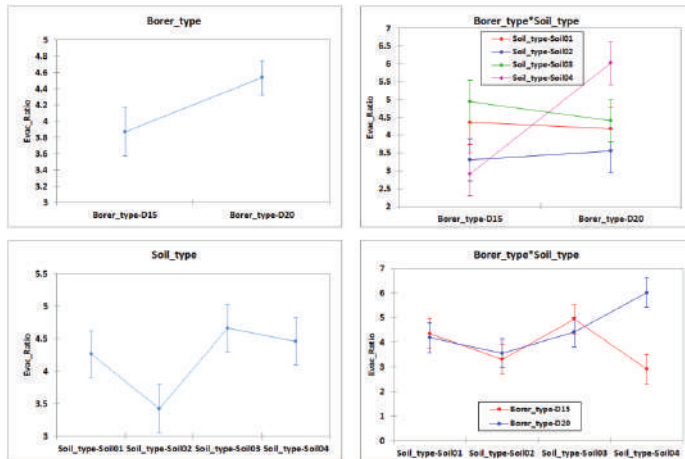 Borer_type
5
4.8
4.6
4.4
4.2
4
3.8
3.6
3.4
3.2
3
Evac_Ratio
Borer_type-D15 Borer_type-D20
Borer_type*Soil_type
7
6.5
6
5.5
5
4.5
4
3.5
3
2.5
2
Evac_Ratio
Soil_type-Soil01
Soil_type-Soil02
Soil_type-Soil03
Soil_type-Soil04
Borer_type-D15 Borer_type-D20
Soil_type
5.5
5
4.5
4
3.5
3
Evac_Ratio
Soil_type-Soil01 Soil_type-Soil02 Soil_type-Soil03 Soil_type-Soil04
Borer_type*Soil_type
7
6
5
4
3
2
1
0
Evac_Ratio
Borer_type-D15
Borer_type-D20
Soil_type-Soil01 Soil_type-Soil02 Soil_type-Soil03 Soil_type-Soil04